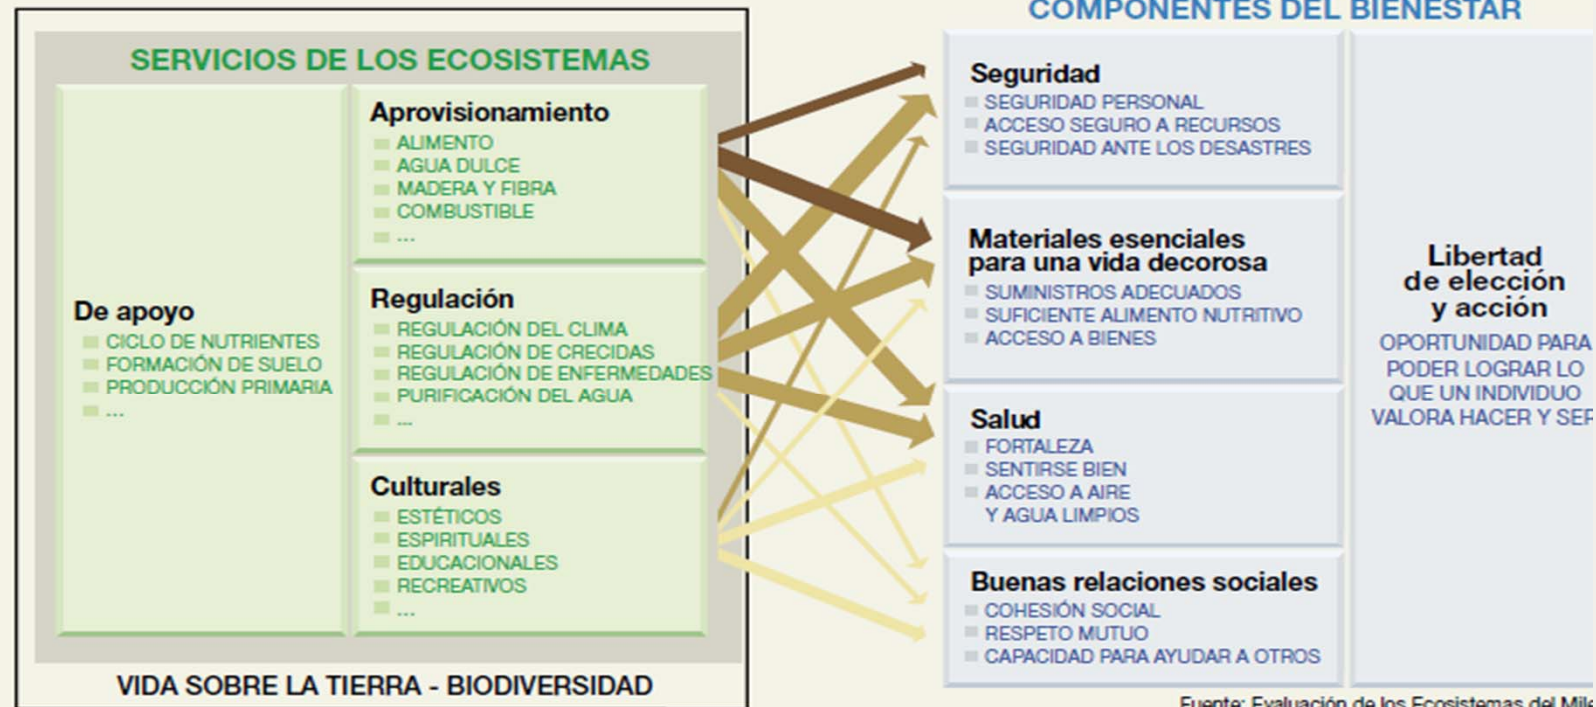 SERVICIOS DE LOS ECOSISTEMAS
De apoyo
CICLO DE NUTRIENTES
FORMACIÓN DE SUELO
PRODUCCIÓN PRIMARIA
...
Aprovisionamiento
ALIMENTO
AGUA DULCE
MADERA Y FIBRA
COMBUSTIBLE
...
Regulación
REGULACIÓN DEL CLIMA
REGULACIÓN DE CRECIDAS
REGULACIÓN DE ENFERMEDADES
PURIFICACIÓN DEL AGUA
...
Culturales
ESTÉTICOS
ESPIRITUALES
EDUCACIONALES
RECREATIVOS
...
VIDA SOBRE LA TIERRA - BIODIVERSIDAD
COMPONENTES DEL BIENESTAR
Seguridad
SEGURIDAD PERSONAL
ACCESO SEGURO A RECURSOS
SEGURIDAD ANTE LOS DESASTRES
Materiales esenciales
para una vida decorosa
SUMINISTROS ADECUADOS
SUFICIENTE ALIMENTO NUTRITIVO
ACCESO A BIENES
Salud
FORTALEZA
SENTIRSE BIEN
ACCESO A AIRE
Y AGUA LIMPIOS
Buenas relaciones sociales
COHESIÓN SOCIAL
RESPETO MUTUO
CAPACIDAD PARA AYUDAR A OTROS
Libertad
de elección
y acción
OPORTUNIDAD PARA
PODER LOGRAR LO
QUE UN INDIVIDUO
VALORA HACER Y SER
Fuente: Evaluación de los Ecosistemas del